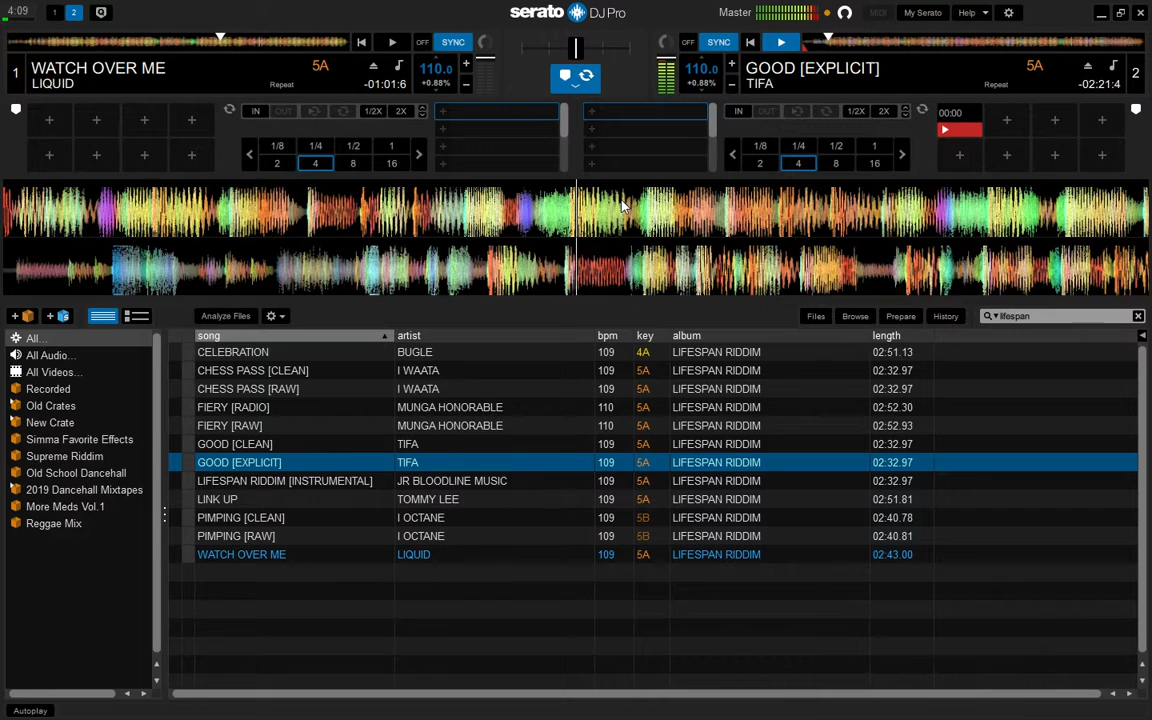 4:09 1 2 serato DJ Pro Master MIDI My Serato Help
OFF SYNC OFF SYNC
1 WATCH OVER ME 5A 110.0 + 110.0 + GOOD [EXPLICIT] 5A 2
LIQUID Repeat -01:01:6 +0.88% − +0.88% − TIFA Repeat -02:21:4
IN OUT 1/2X 2X IN OUT 1/2X 2X 00:00
1/8 1/4 1/2 1 1/8 1/4 1/2 1
2 4 8 16 2 4 8 16
Analyze Files Files Browse Prepare History lifespan
All... song artist bpm key album length
CELEBRATION BUGLE 109 4A LIFESPAN RIDDIM 02:51.13
All Audio...
CHESS PASS [CLEAN] I WAATA 109 5A LIFESPAN RIDDIM 02:32.97
All Videos...
CHESS PASS [RAW] I WAATA 109 5A LIFESPAN RIDDIM 02:32.97
Recorded
FIERY [RADIO] MUNGA HONORABLE 110 5A LIFESPAN RIDDIM 02:52.30
Old Crates
FIERY [RAW] MUNGA HONORABLE 110 5A LIFESPAN RIDDIM 02:52.93
New Crate
GOOD [CLEAN] TIFA 109 5A LIFESPAN RIDDIM 02:32.97
Simma Favorite Effects
GOOD [EXPLICIT] TIFA 109 5A LIFESPAN RIDDIM 02:32.97
Supreme Riddim
LIFESPAN RIDDIM [INSTRUMENTAL] JR BLOODLINE MUSIC 109 5A LIFESPAN RIDDIM 02:32.97
Old School Dancehall
LINK UP TOMMY LEE 109 5A LIFESPAN RIDDIM 02:51.81
2019 Dancehall Mixtapes
PIMPING [CLEAN] I OCTANE 109 5B LIFESPAN RIDDIM 02:40.78
More Meds Vol.1
PIMPING [RAW] I OCTANE 109 5B LIFESPAN RIDDIM 02:40.81
Reggae Mix
WATCH OVER ME LIQUID 109 5A LIFESPAN RIDDIM 02:43.00
Autoplay